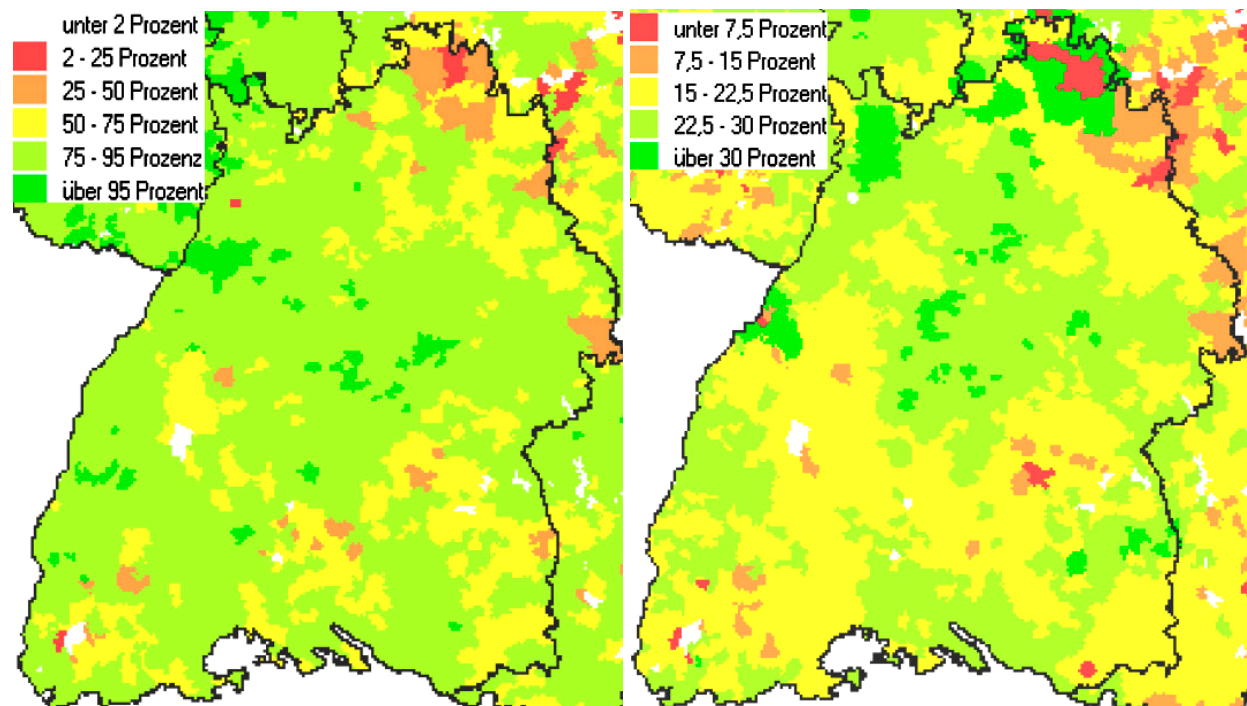 unter 2 Prozent
2 - 25 Prozent
25 - 50 Prozent
50 - 75 Prozent
75 - 95 Prozenz
über 95 Prozent
unter 7,5 Prozent
7,5 - 15 Prozent
15 - 22,5 Prozent
22,5 - 30 Prozent
über 30 Prozent